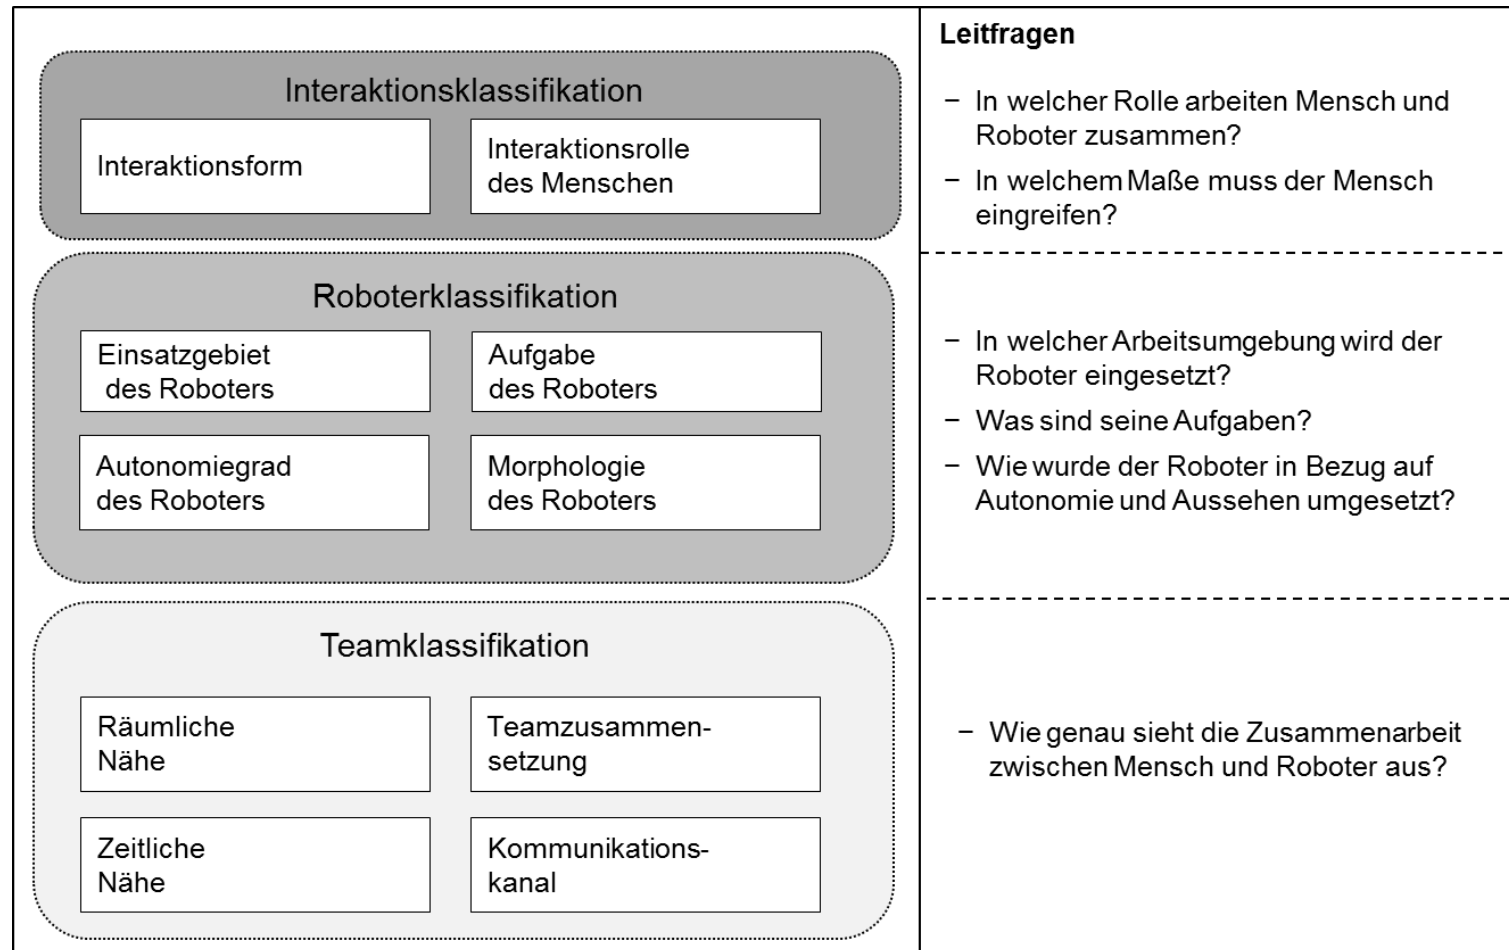 Leitfragen
Interaktionsklassifikation
Interaktionsform
Interaktionsrolle
des Menschen
– In welcher Rolle arbeiten Mensch und
Roboter zusammen?
– In welchem Maße muss der Mensch
eingreifen?
Roboterklassifikation
Einsatzgebiet
des Roboters
Aufgabe
des Roboters
Autonomiegrad
des Roboters
Morphologie
des Roboters
– In welcher Arbeitsumgebung wird der
Roboter eingesetzt?
– Was sind seine Aufgaben?
– Wie wurde der Roboter in Bezug auf
Autonomie und Aussehen umgesetzt?
Teamklassifikation
Räumliche
Nähe
Teamzusammen-
setzung
Zeitliche
Nähe
Kommunikations-
kanal
– Wie genau sieht die Zusammenarbeit
zwischen Mensch und Roboter aus?